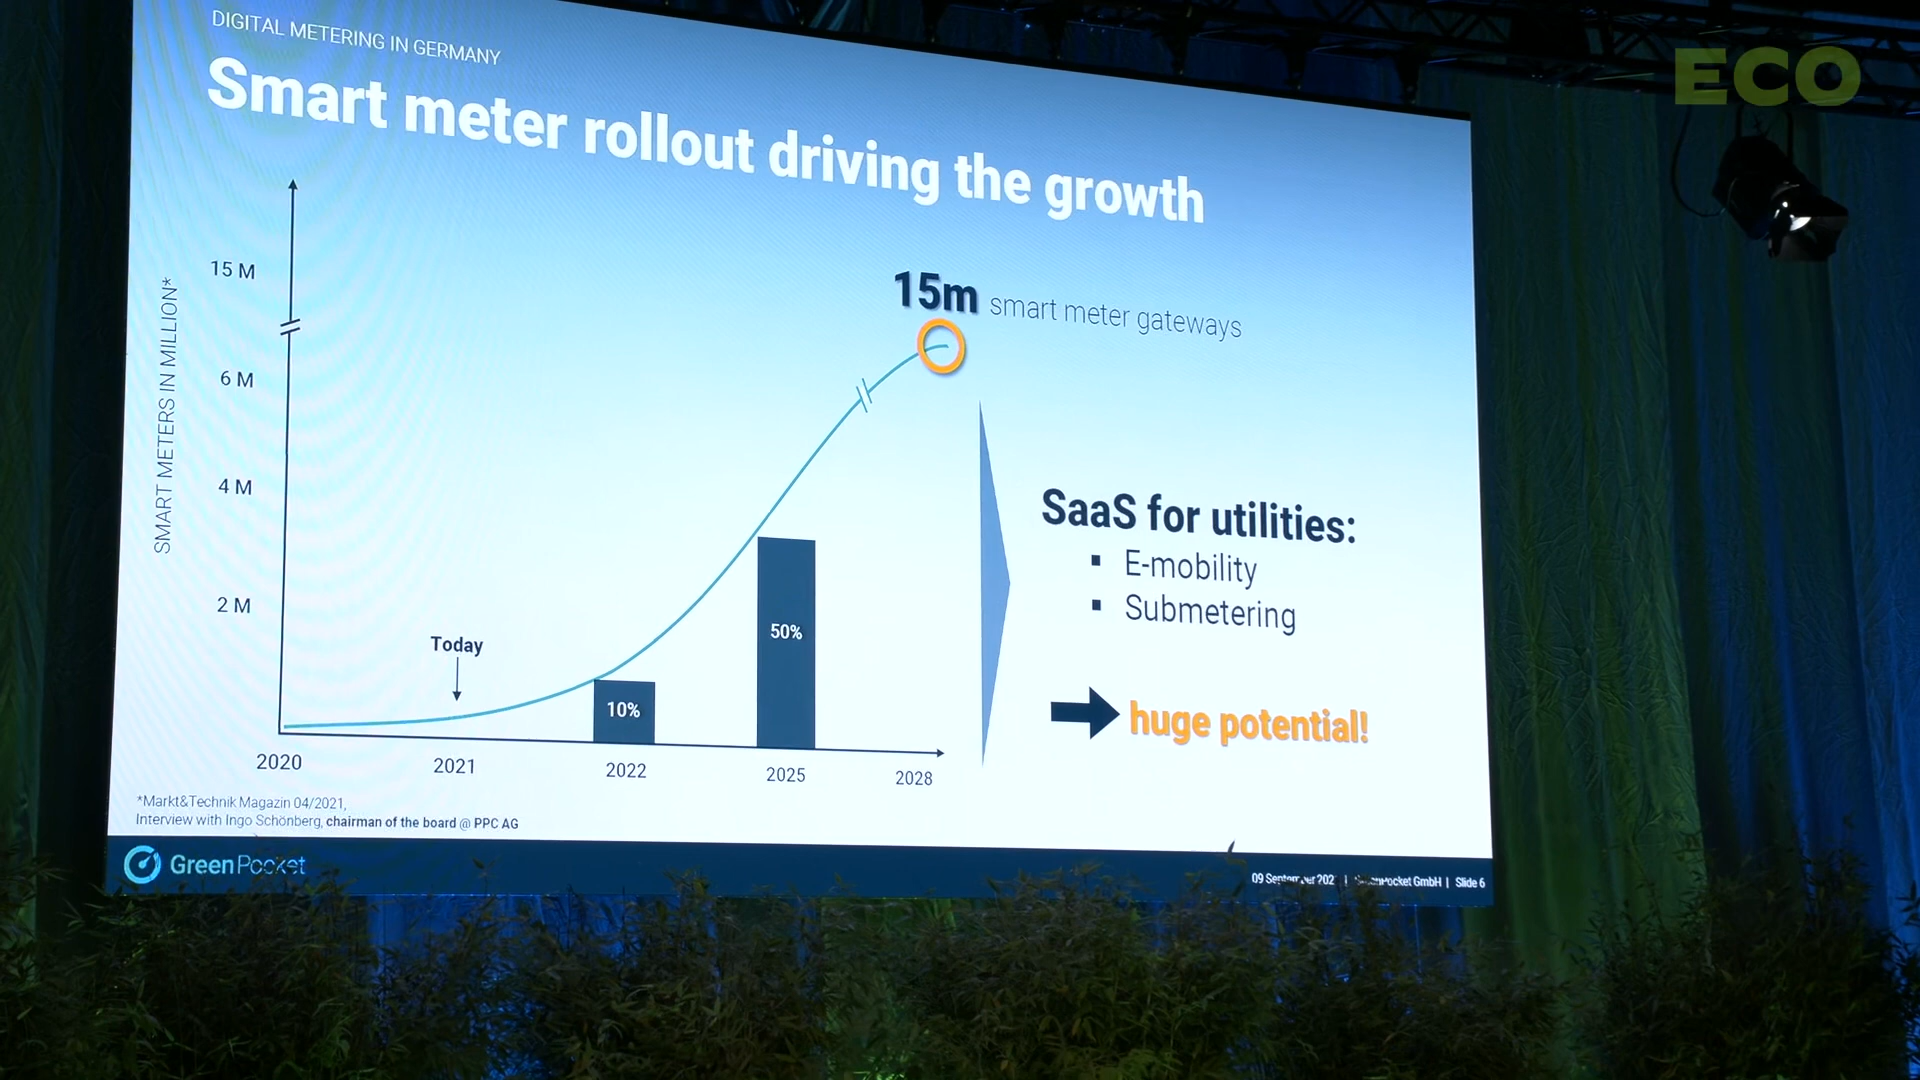 ECO
DIGITAL METERING IN GERMANY
Smart meter rollout driving the growth
SMART METERS IN MILLION*
15 M
6 M
4 M
2 M
15m smart meter gateways
Today
10%
50%
2020
2021
2022
2025
2028
SaaS for utilities:
▪ E-mobility
▪ Submetering
huge potential!
*Markt&Technik Magazin 04/2021,
Interview with Ingo Schönberg, chairman of the board @ PPC AG
GreenPocket
09 | GmbH | Slide 6